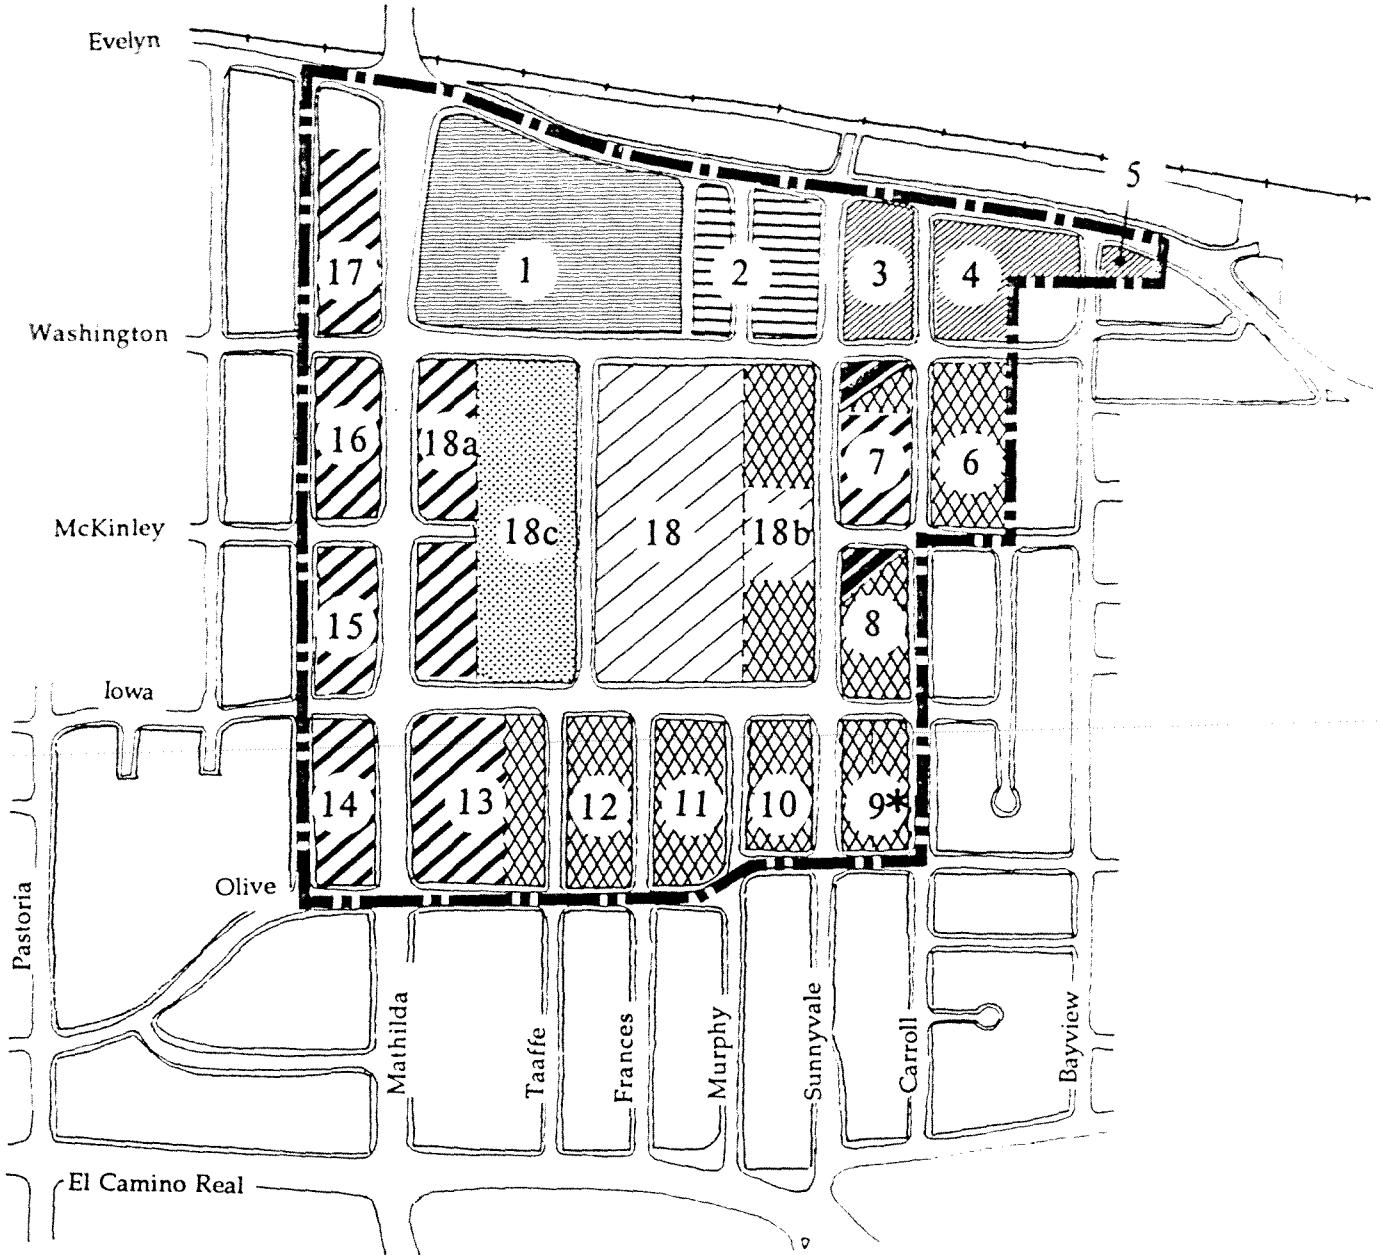 Evelyn
5
17
1
2
3
4
Washington
16
18a
7
6
McKinley
18c
18
18b
15
8
Iowa
14
13
12
11
10
9*
Olive
Pastoria
Mathilda
Taaffe
Frances
Murphy
Sunnyvale
Carroll
Bayview
El Camino Real